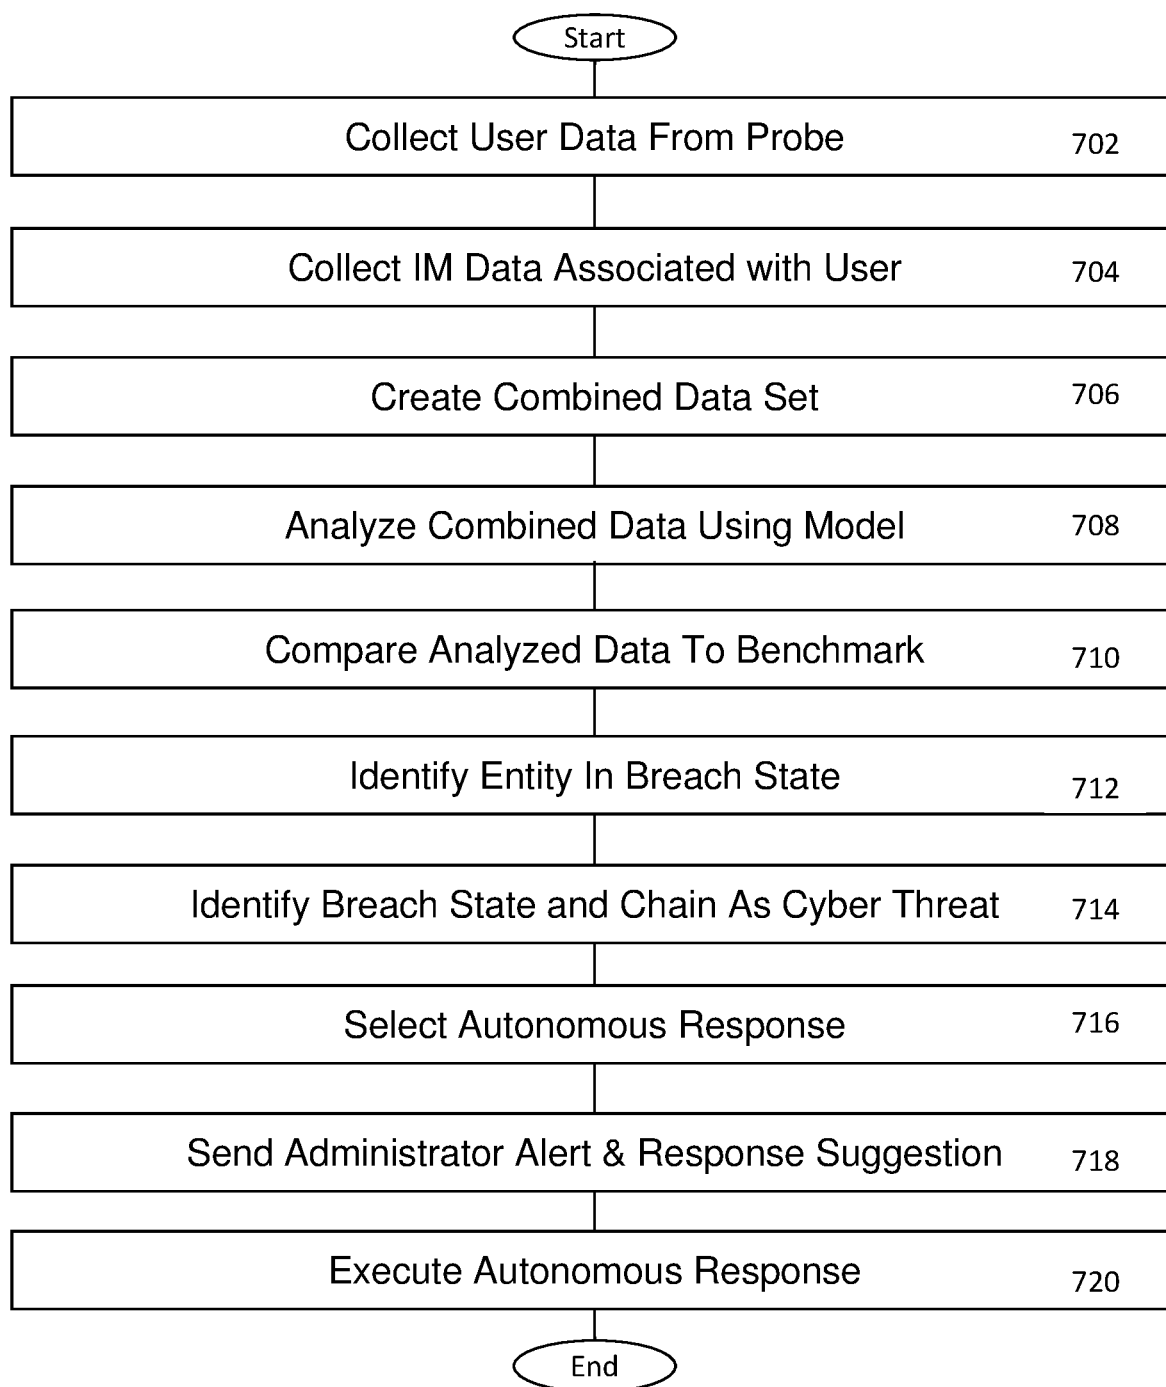 Start
Collect User Data From Probe 702
Collect IM Data Associated with User 704
Create Combined Data Set 706
Analyze Combined Data Using Model 708
Compare Analyzed Data To Benchmark 710
Identify Entity In Breach State 712
Identify Breach State and Chain As Cyber Threat 714
Select Autonomous Response 716
Send Administrator Alert & Response Suggestion 718
Execute Autonomous Response 720
End